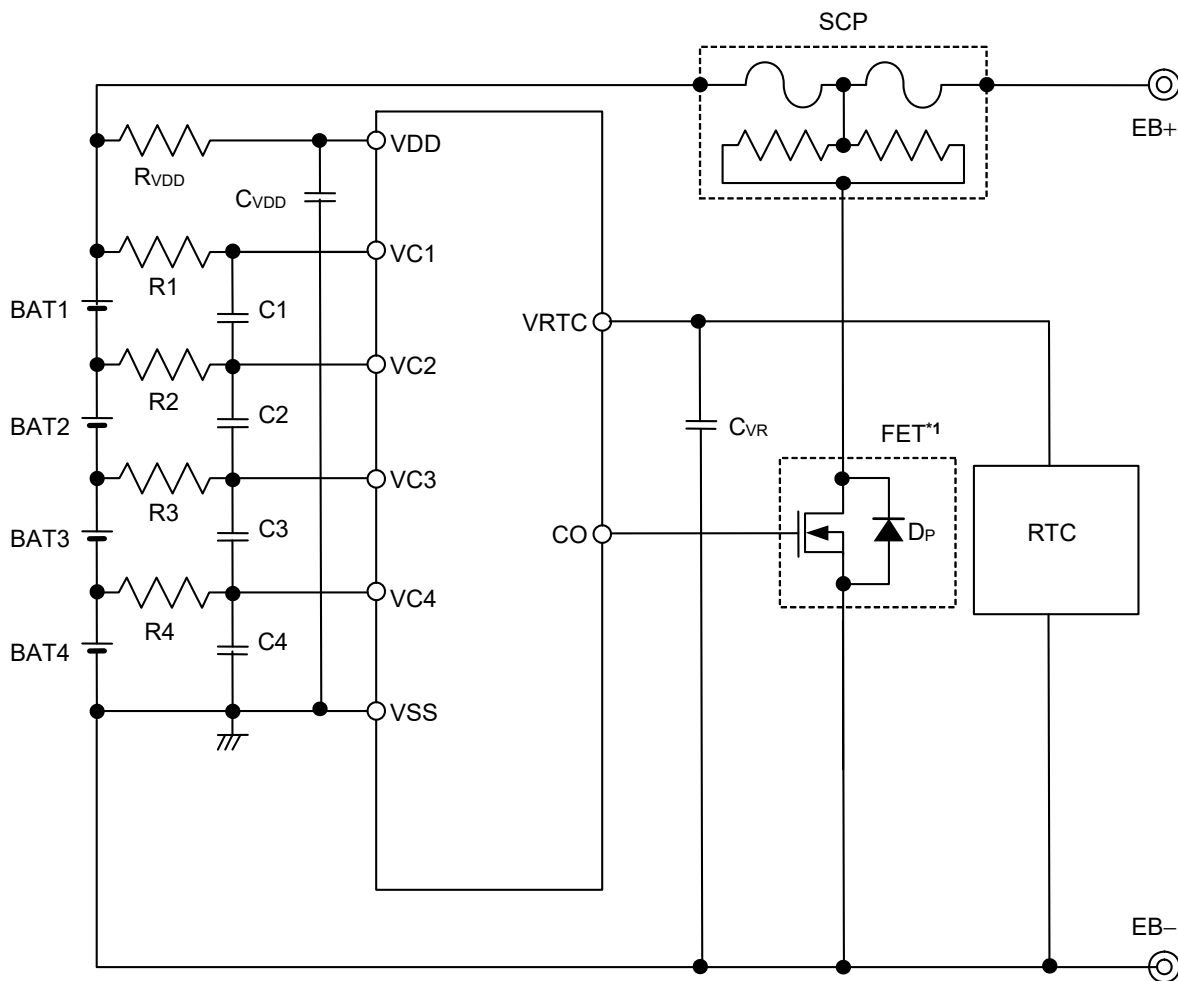 SCP
EB+
VDD
RVDD
CVDD
VC1
R1
BAT1
C1
VRTC
VC2
R2
BAT2
C2
CVR
FET*1
VC3
R3
BAT3
C3
CO
DP
RTC
VC4
R4
BAT4
C4
VSS
EB−